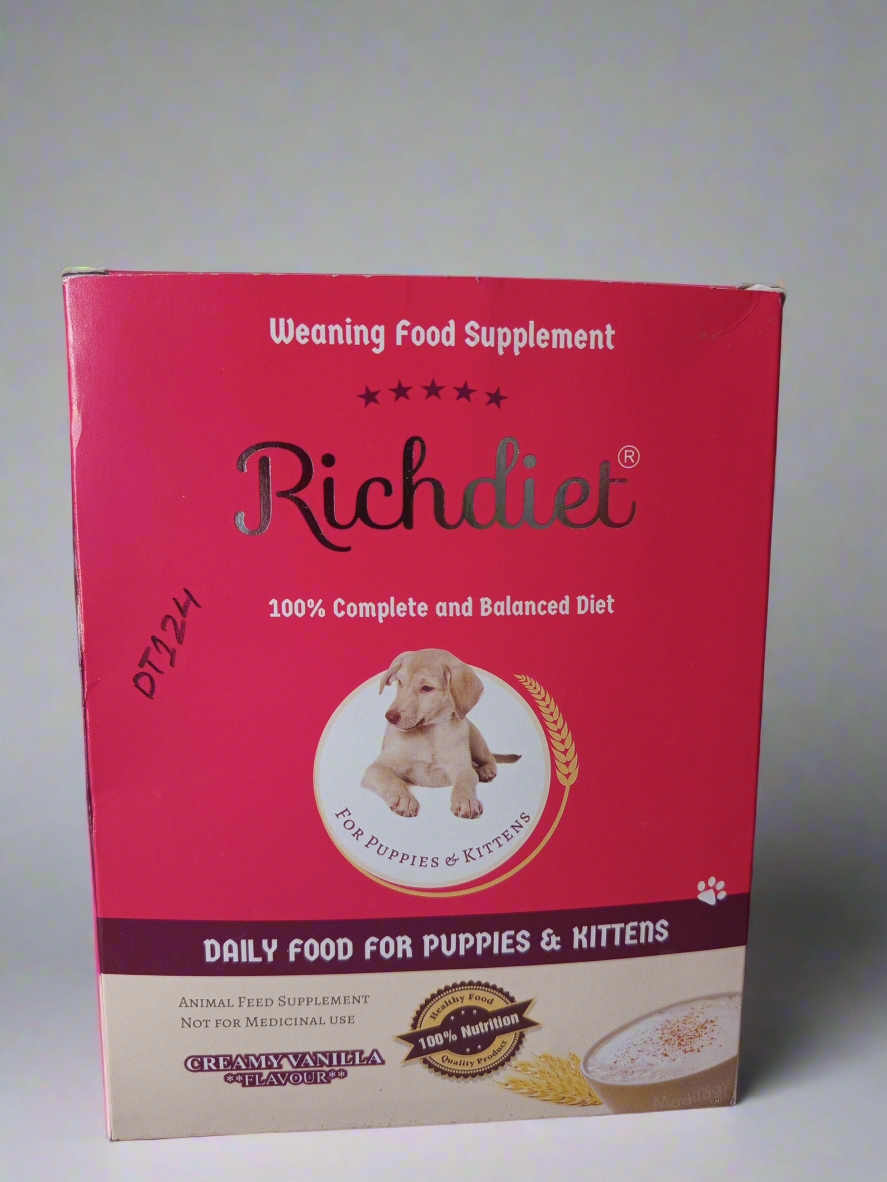 Weaning Food Supplement
Richdiet®
100% Complete and Balanced Diet
DT124
FOR PUPPIES & KITTENS
DAILY FOOD FOR PUPPIES & KITTENS
ANIMAL FEED SUPPLEMENT
NOT FOR MEDICINAL USE
CREAMY VANILLA
**FLAVOUR**
Healthy Food
100% Nutrition
Quality Product